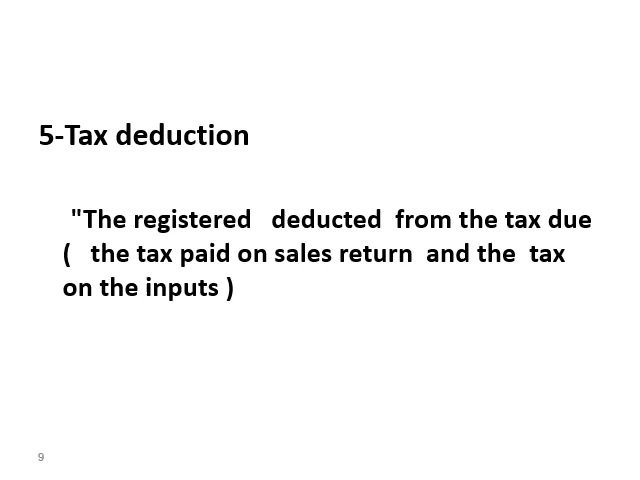 5-Tax deduction
"The registered   deducted  from the tax due
(   the tax paid on sales return  and the  tax
on the inputs )
9